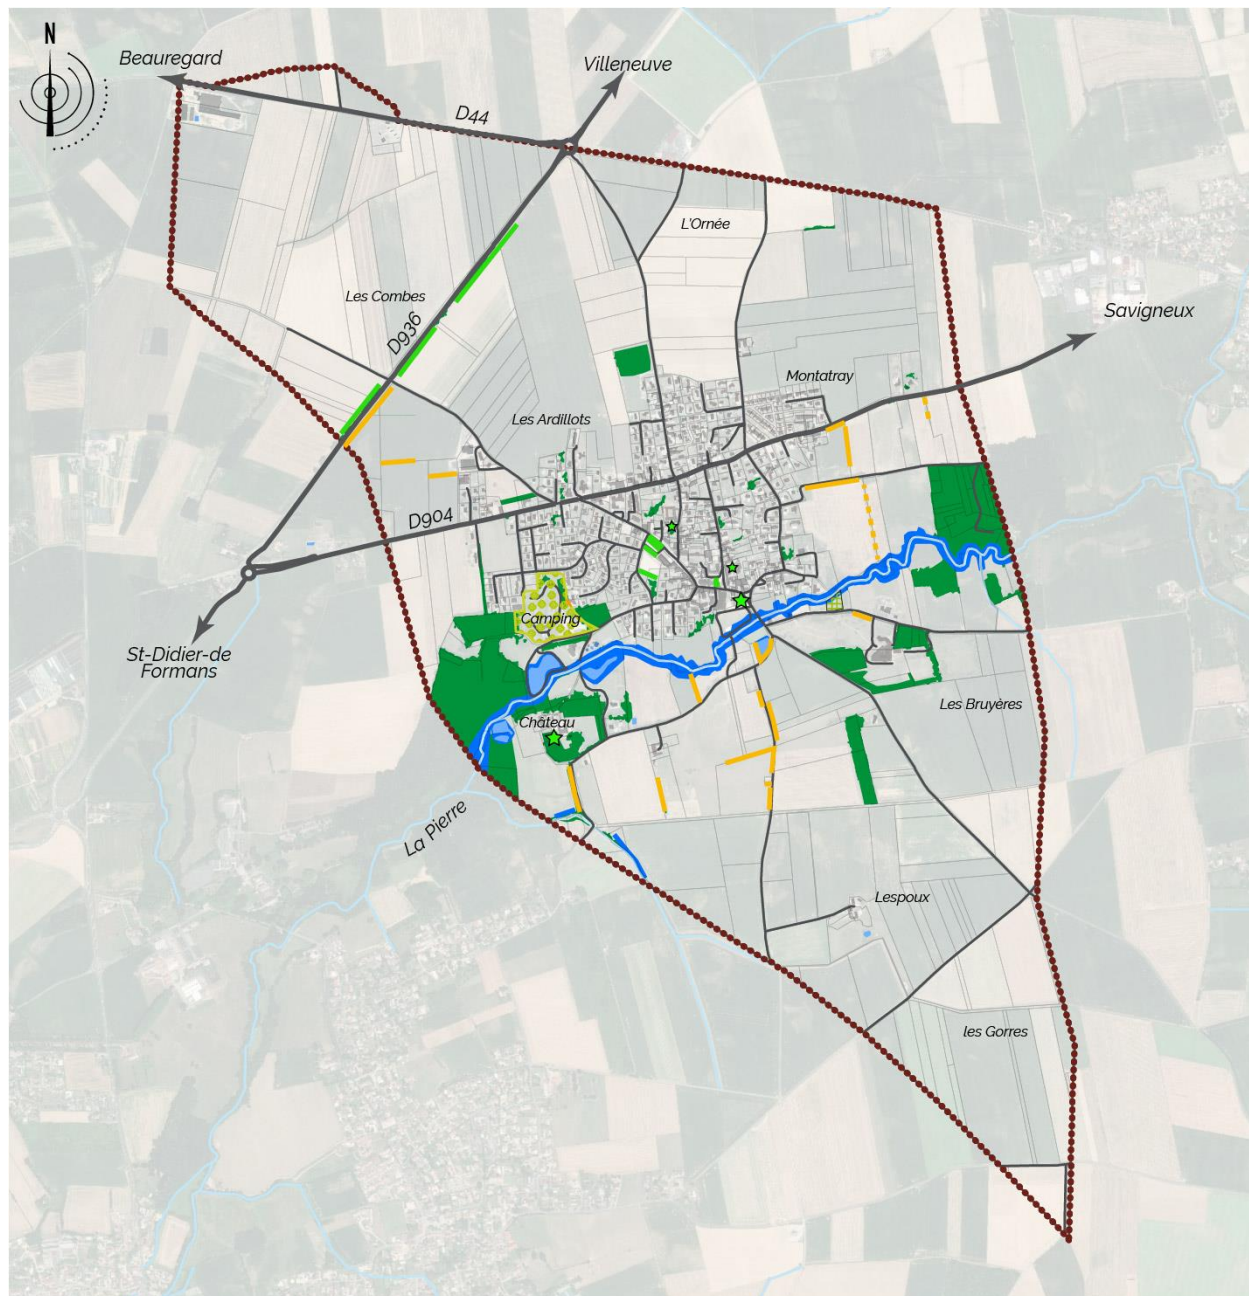 N
Beauregard
Villeneuve
D44
L'Ornée
Les Combes
D936
Savigneux
Montatray
Les Ardillots
D904
Camping
St-Didier-de
Formans
Les Bruyères
Château
La Pierre
Lespoux
les Gorres